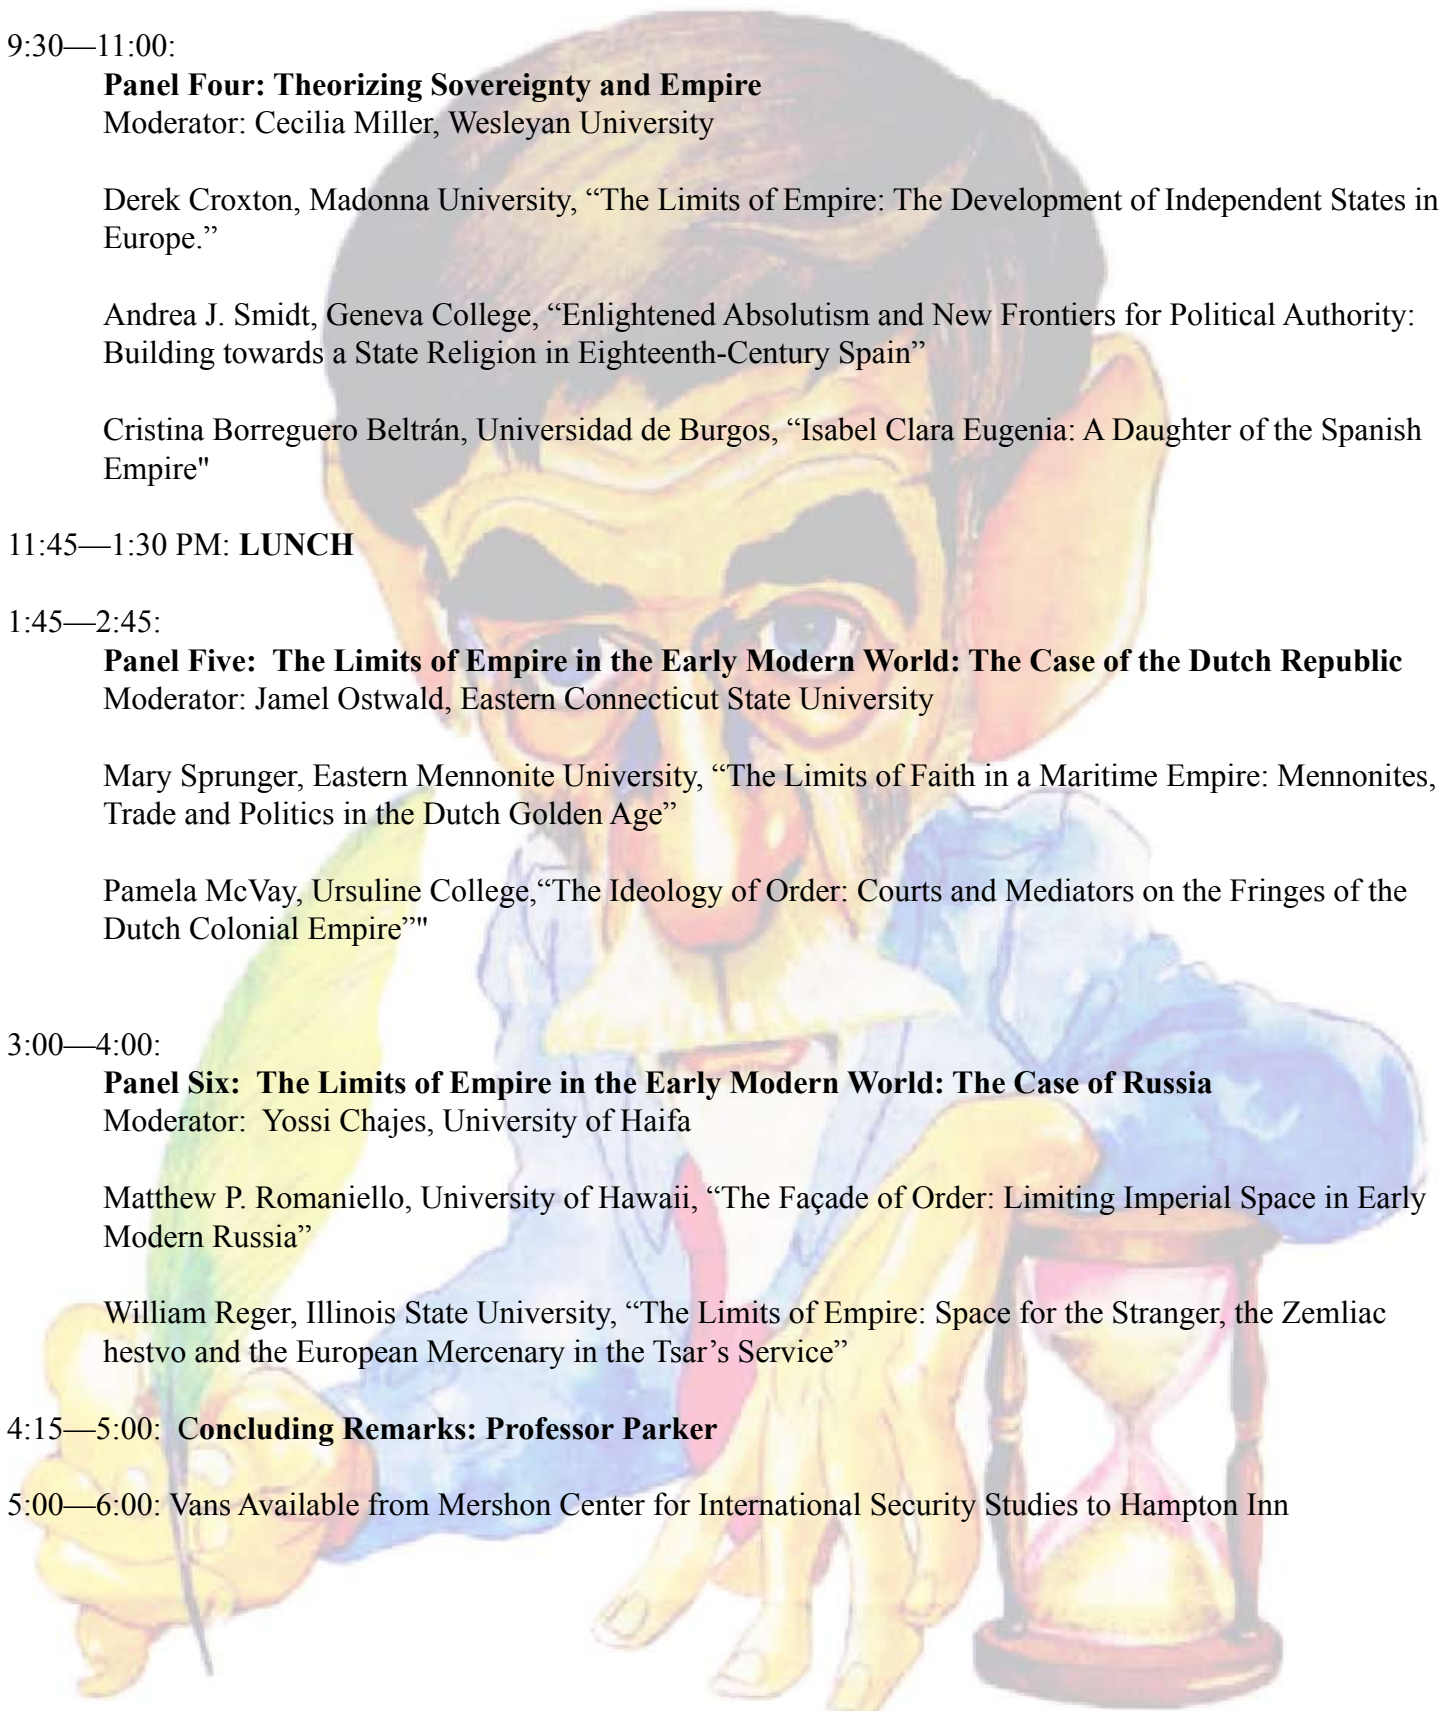 9:30—11:00:
Panel Four: Theorizing Sovereignty and Empire
Moderator: Cecilia Miller, Wesleyan University
Derek Croxton, Madonna University, “The Limits of Empire: The Development of Independent States in
Europe.”
Andrea J. Smidt, Geneva College, “Enlightened Absolutism and New Frontiers for Political Authority:
Building towards a State Religion in Eighteenth-Century Spain”
Cristina Borreguero Beltrán, Universidad de Burgos, “Isabel Clara Eugenia: A Daughter of the Spanish
Empire"
11:45—1:30 PM: LUNCH
1:45—2:45:
Panel Five:  The Limits of Empire in the Early Modern World: The Case of the Dutch Republic
Moderator: Jamel Ostwald, Eastern Connecticut State University
Mary Sprunger, Eastern Mennonite University, “The Limits of Faith in a Maritime Empire: Mennonites,
Trade and Politics in the Dutch Golden Age”
Pamela McVay, Ursuline College,“The Ideology of Order: Courts and Mediators on the Fringes of the
Dutch Colonial Empire”"
3:00—4:00:
Panel Six:  The Limits of Empire in the Early Modern World: The Case of Russia
Moderator:  Yossi Chajes, University of Haifa
Matthew P. Romaniello, University of Hawaii, “The Façade of Order: Limiting Imperial Space in Early
Modern Russia”
William Reger, Illinois State University, “The Limits of Empire: Space for the Stranger, the Zemliac
hestvo and the European Mercenary in the Tsar’s Service”
4:15—5:00:  Concluding Remarks: Professor Parker
5:00—6:00: Vans Available from Mershon Center for International Security Studies to Hampton Inn